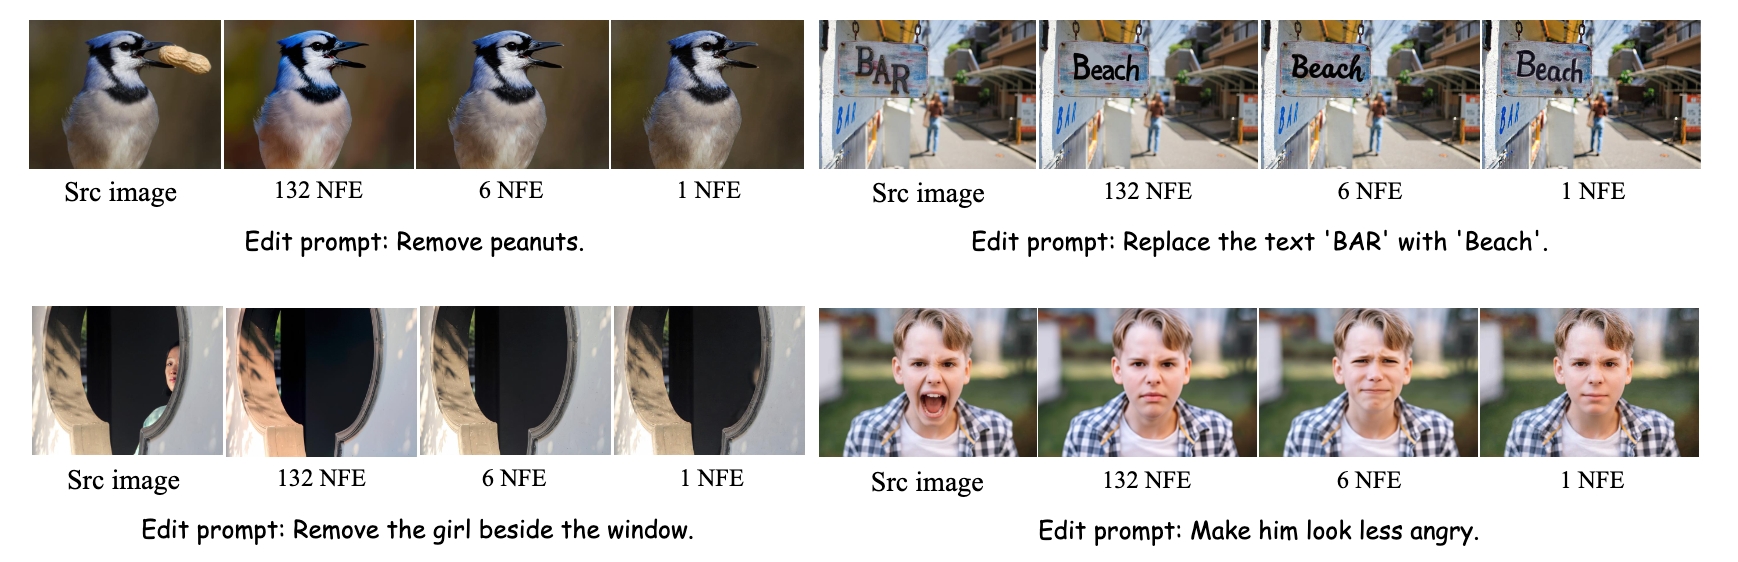 BAR
BAR
Beach
BAR
Beach
BAR
Beach
BAR
Src image
132 NFE
6 NFE
1 NFE
Src image
132 NFE
6 NFE
1 NFE
Edit prompt: Remove peanuts.
Edit prompt: Replace the text 'BAR' with 'Beach'.
Src image
132 NFE
6 NFE
1 NFE
Src image
132 NFE
6 NFE
1 NFE
Edit prompt: Remove the girl beside the window.
Edit prompt: Make him look less angry.